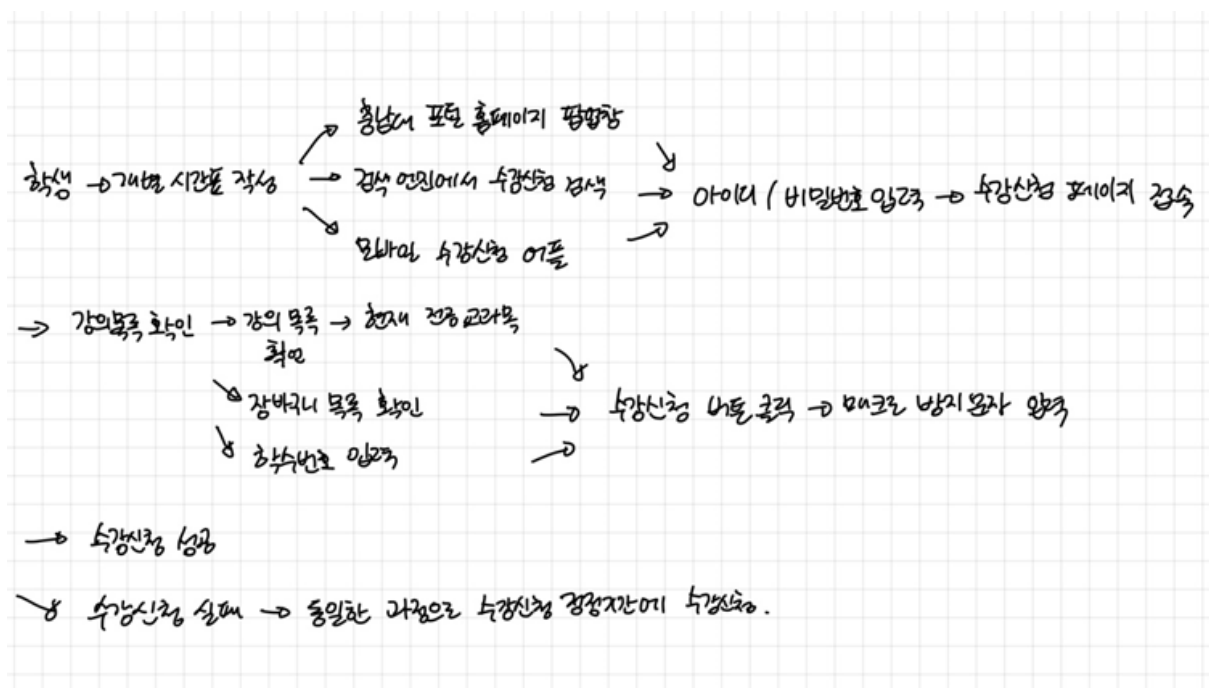 충남대 포털 홈페이지 팝업창
학생 → 개별 시간표 작성 → 검색 엔진에서 수강신청 검색 → 아이디 / 비밀번호 입력 → 수강신청 페이지 접속
모바일 수강신청 어플
→ 강의목록 확인 → 강의 목록 → 현재 전공교과목
확인
장바구니 목록 확인 → 수강신청 버튼 클릭 → 매크로 방지 문자 입력
학수번호 입력
→ 수강신청 성공
수강신청 실패 → 동일한 과정으로 수강신청 정정기간에 수강신청.